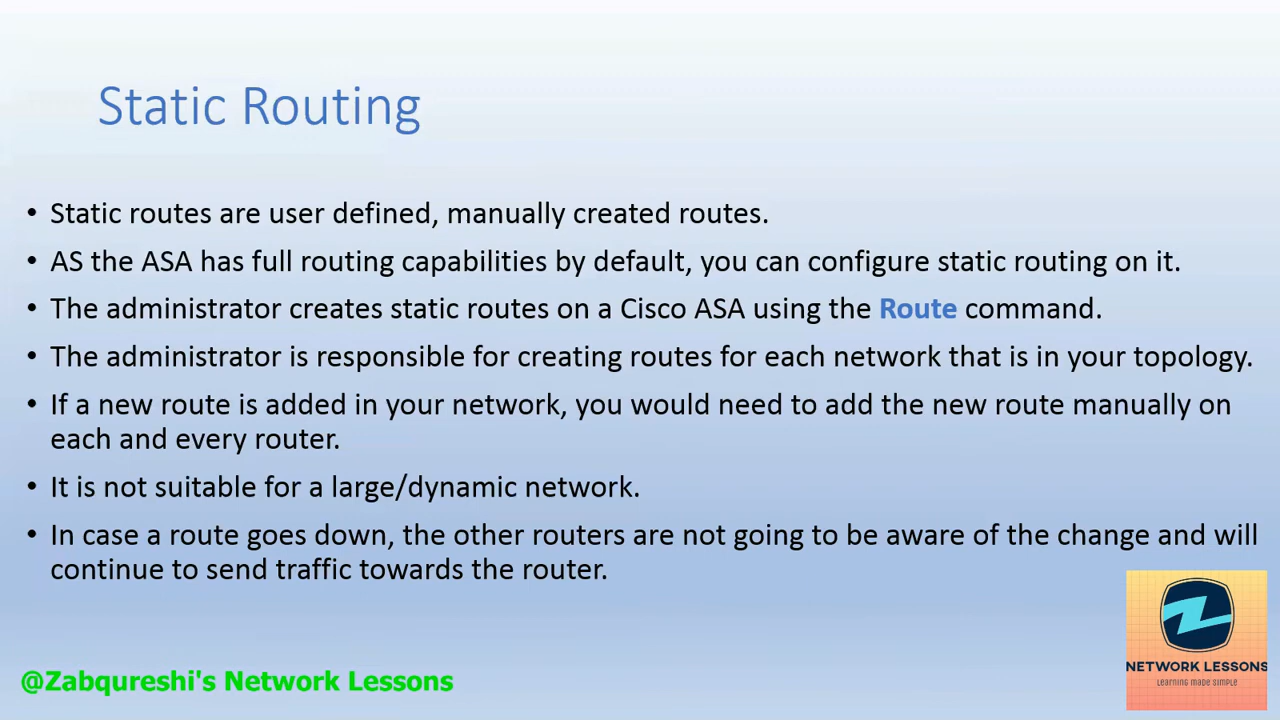 Static Routing
• Static routes are user defined, manually created routes.
• AS the ASA has full routing capabilities by default, you can configure static routing on it.
• The administrator creates static routes on a Cisco ASA using the Route command.
• The administrator is responsible for creating routes for each network that is in your topology.
• If a new route is added in your network, you would need to add the new route manually on
each and every router.
• It is not suitable for a large/dynamic network.
• In case a route goes down, the other routers are not going to be aware of the change and will
continue to send traffic towards the router.
NETWORK LESSONS
Learning made simple
@Zabqureshi's Network Lessons